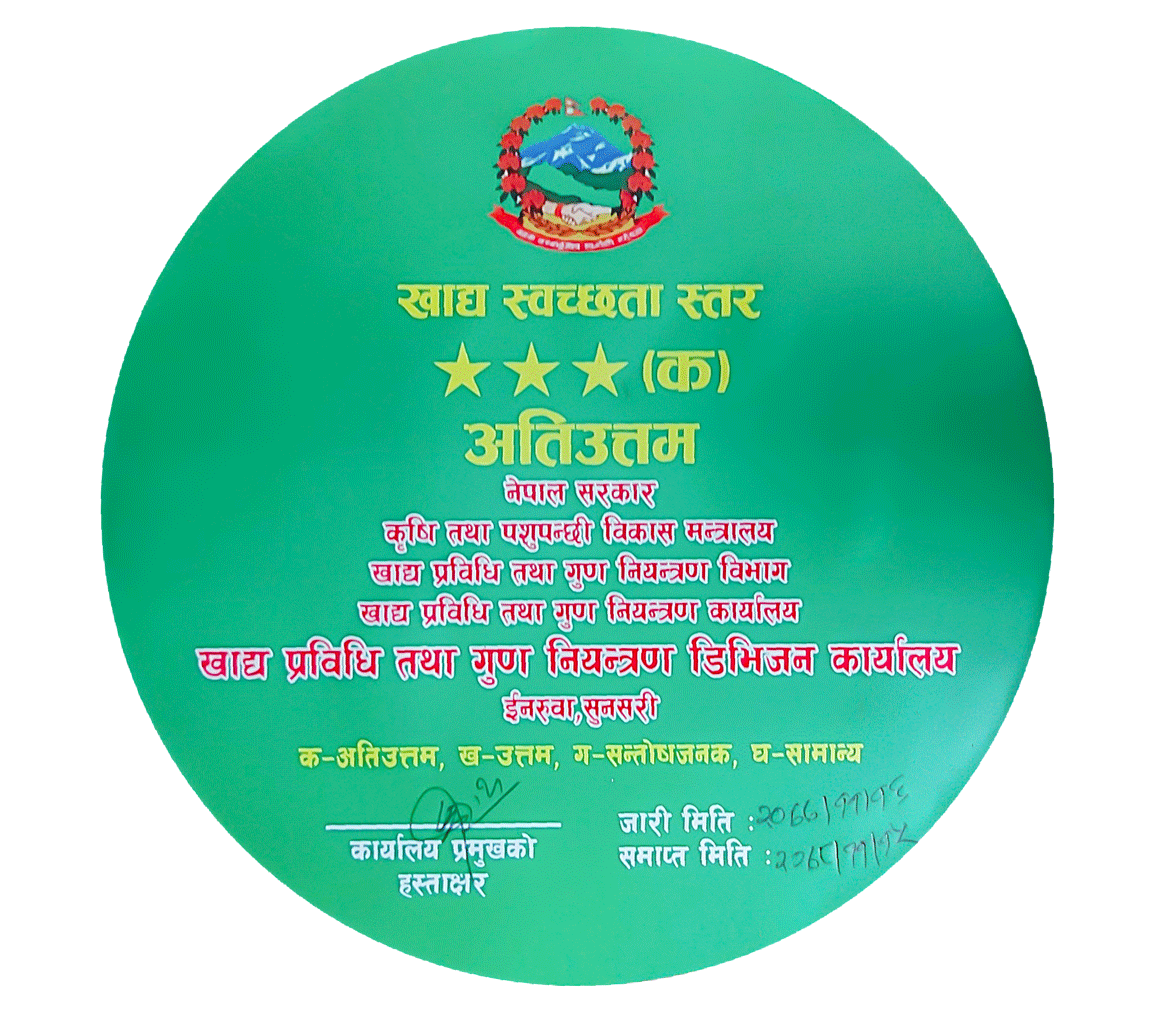 खाद्य स्वच्छता स्तर
★ ★ ★ (क)
अतिउत्तम
नेपाल सरकार
कृषि तथा पशुपन्छी विकास मन्त्रालय
खाद्य प्रविधि तथा गुण नियन्त्रण विभाग
खाद्य प्रविधि तथा गुण नियन्त्रण कार्यालय
खाद्य प्रविधि तथा गुण नियन्त्रण डिभिजन कार्यालय
ईनरुवा,सुनसरी
क-अतिउत्तम, ख-उत्तम, ग-सन्तोषजनक, घ-सामान्य
जारी मिति :
समाप्त मिति :
कार्यालय प्रमुखको
हस्ताक्षर